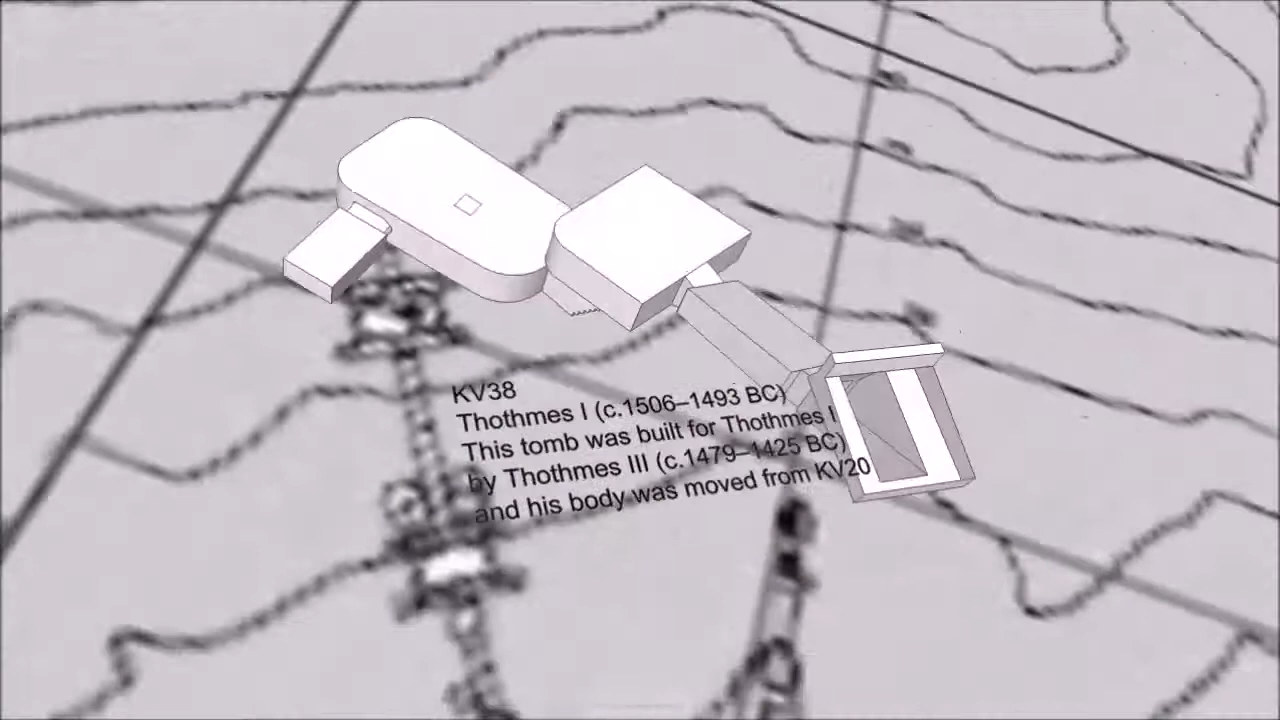 KV38
Thothmes I (c.1506–1493 BC)
This tomb was built for Thothmes I
by Thothmes III (c.1479–1425 BC)
and his body was moved from KV20